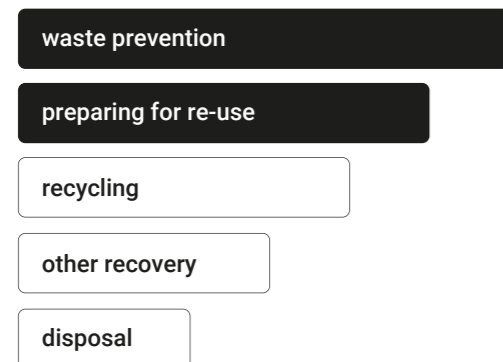 waste prevention
preparing for re-use
recycling
other recovery
disposal